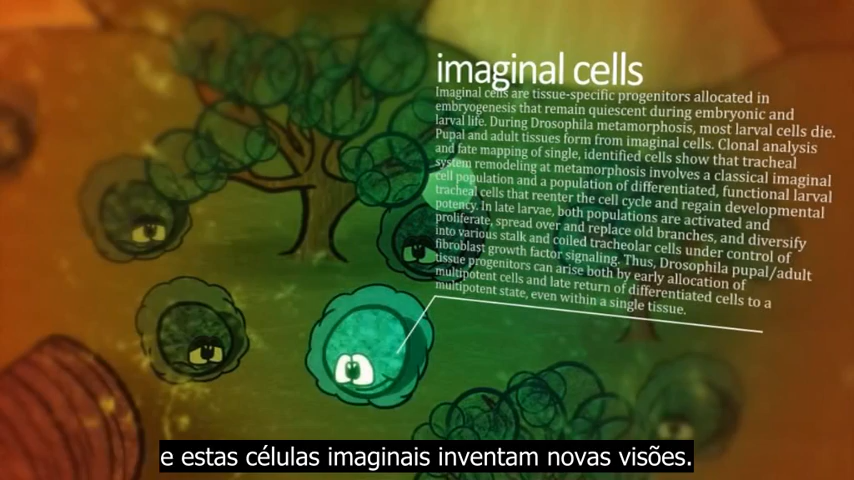 imaginal cells
Imaginal cells are tissue-specific progenitors allocated in
embryogenesis that remain quiescent during embryonic and
larval life. During Drosophila metamorphosis, most larval cells die.
Pupal and adult tissues form from imaginal cells. Clonal analysis
and fate mapping of single, identified cells show that tracheal
system remodeling at metamorphosis involves a classical imaginal
cell population and a population of differentiated, functional larval
tracheal cells that reenter the cell cycle and regain developmental
potency. In late larvae, both populations are activated and
proliferate, spread over and replace old branches, and diversify
into various stalk and coiled tracheolar cells under control of
fibroblast growth factor signaling. Thus, Drosophila pupal/adult
tissue progenitors can arise both by early allocation of
multipotent cells and late return of differentiated cells to a
multipotent state, even within a single tissue.
e estas células imaginais inventam novas visões.